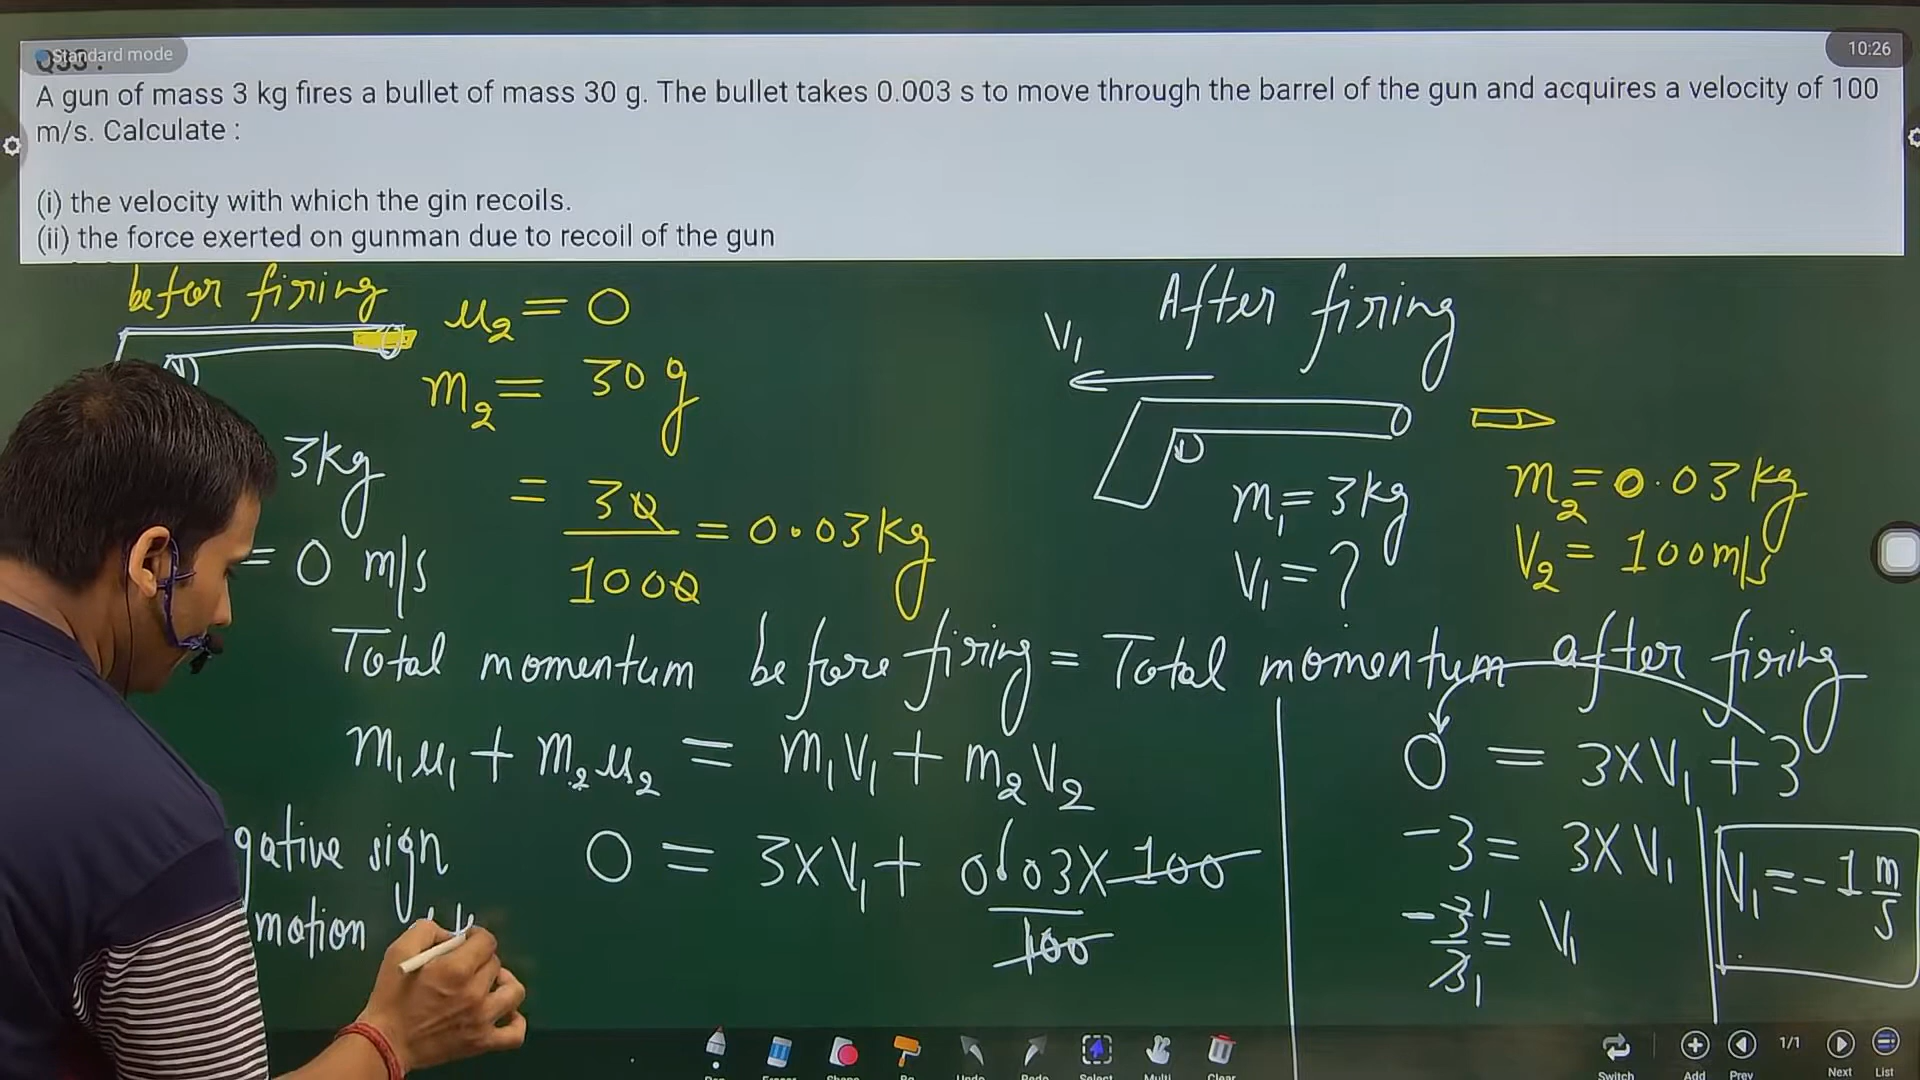 Standard mode
10:26
A gun of mass 3 kg fires a bullet of mass 30 g. The bullet takes 0.003 s to move through the barrel of the gun and acquires a velocity of 100
m/s. Calculate :
(i) the velocity with which the gin recoils.
(ii) the force exerted on gunman due to recoil of the gun
befor firing
u₂ = 0
m₂ = 30 g
= 30/1000 = 0.03 kg
3kg
= 0 m/s
After firing
V₁
m₁ = 3kg
V₁ = ?
m₂ = 0.03 kg
V₂ = 100 m/s
Total momentum before firing = Total momentum after firing
m₁u₁ + m₂u₂ = m₁v₁ + m₂v₂
0 = 3×V₁ + 003×100/100
gative sign
motion
0 = 3×V₁ + 3
-3 = 3×V₁
-3/3 = V₁
V₁ = -1 m/s
1/1
Switch
Add
Prev
Next
List
Select
Multi
Clear